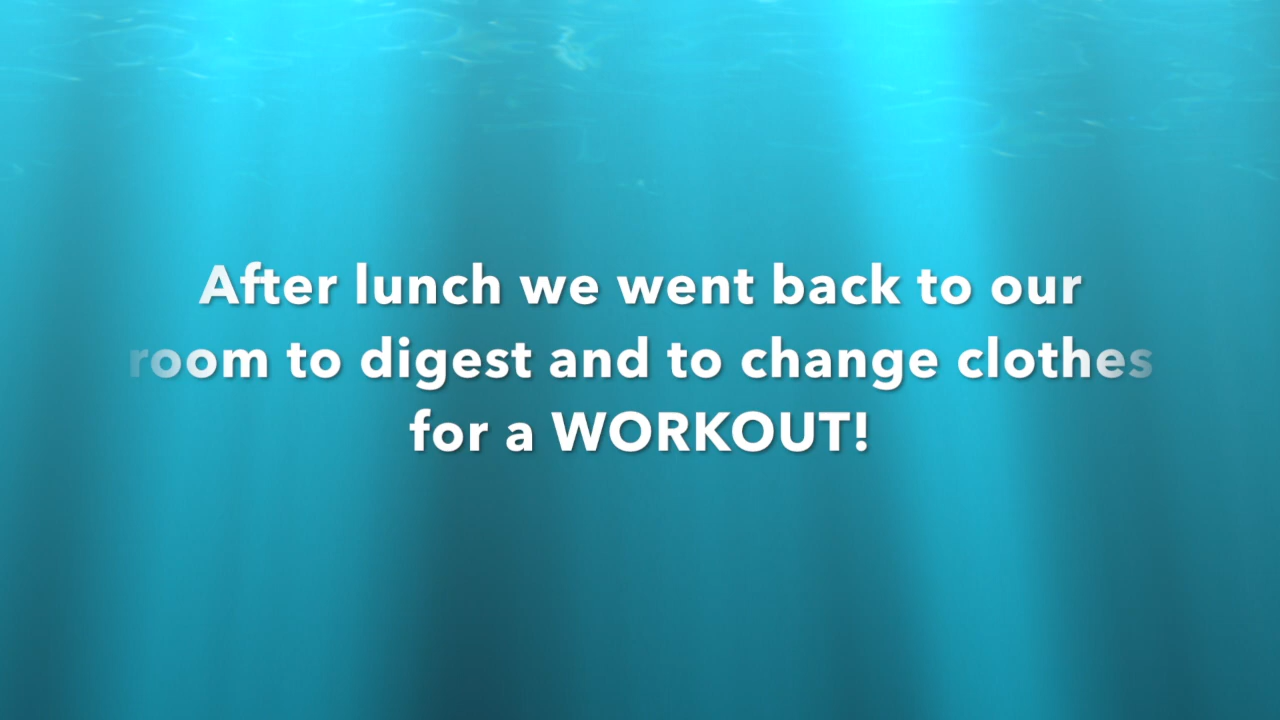 After lunch we went back to our
room to digest and to change clothes
for a WORKOUT!